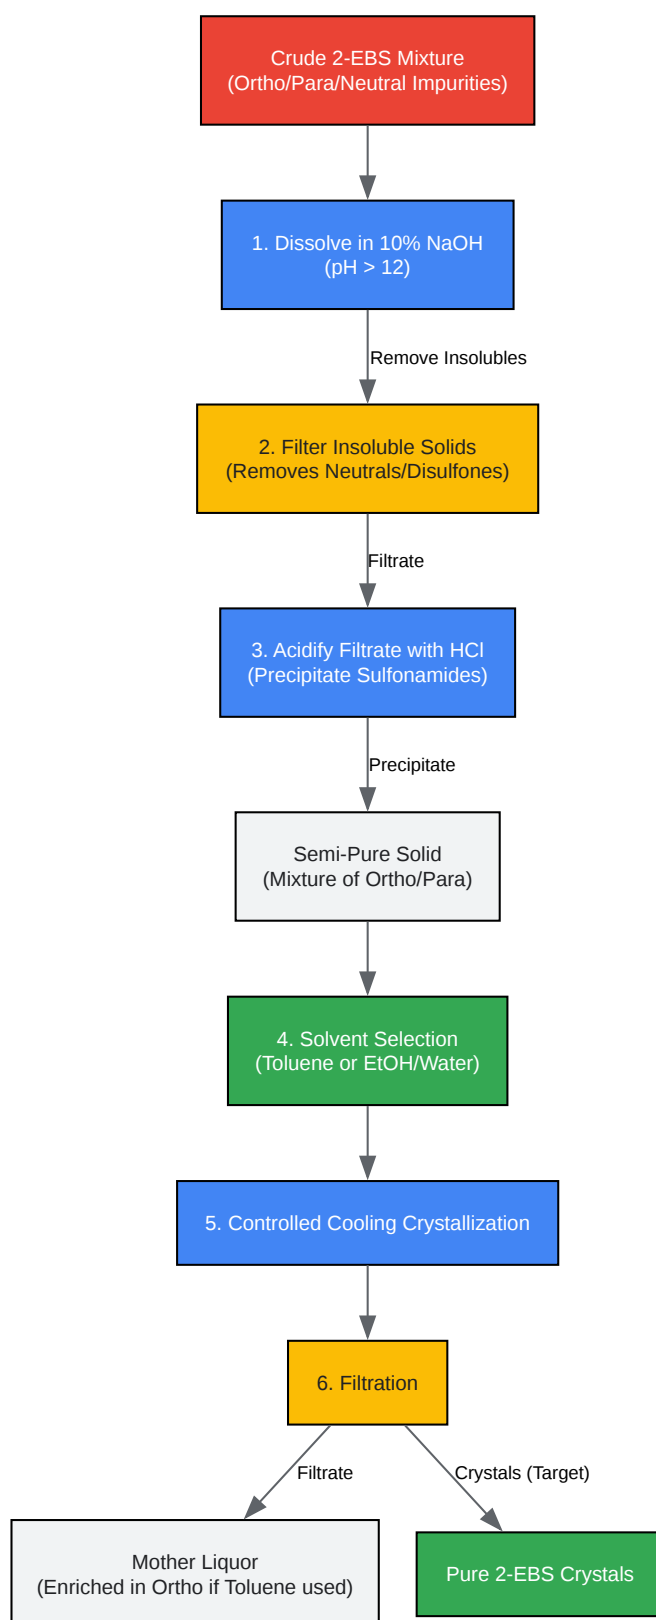 Crude 2-EBS Mixture
(Ortho/Para/Neutral Impurities)
1. Dissolve in 10% NaOH
(pH > 12)
Remove Insolubles
2. Filter Insoluble Solids
(Removes Neutrals/Disulfones)
Filtrate
3. Acidify Filtrate with HCl
(Precipitate Sulfonamides)
Precipitate
Semi-Pure Solid
(Mixture of Ortho/Para)
4. Solvent Selection
(Toluene or EtOH/Water)
5. Controlled Cooling Crystallization
6. Filtration
Filtrate
Crystals (Target)
Mother Liquor
(Enriched in Ortho if Toluene used)
Pure 2-EBS Crystals